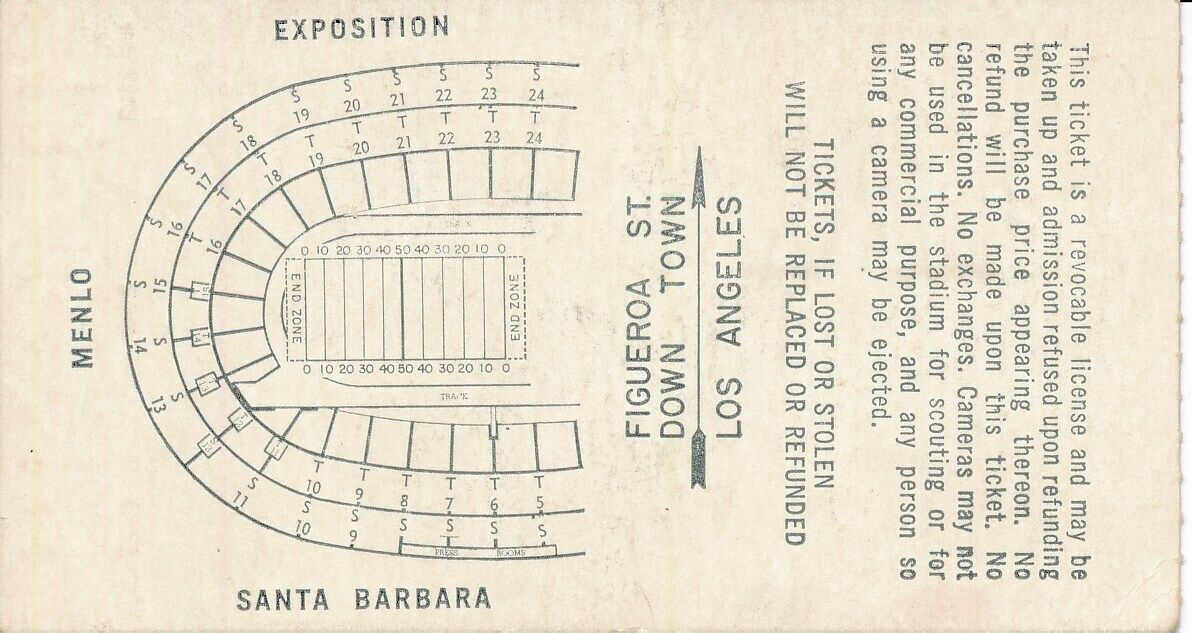 EXPOSITION
S S S S S S
19 20 21 22 23 24
T T T T T T
19 20 21 22 23 24
S
18
T
18
S
17
T
17
S
16
T
16
S
15
S
14
S
13
MENLO
TRACK
0 10 20 30 40 50 40 30 20 10 0
END ZONE
END ZONE
0 10 20 30 40 50 40 30 20 10 0
TRACK
T T T T T T
10 9 8 7 6 5
S S S S S S
11 10 9
PRESS ROOMS
SANTA BARBARA
FIGUEROA ST.
DOWN TOWN
LOS ANGELES
TICKETS, IF LOST OR STOLEN
WILL NOT BE REPLACED OR REFUNDED
This ticket is a revocable license and may be
taken up and admission refused upon refunding
the purchase price appearing thereon. No
refund will be made upon this ticket. No
cancellations. No exchanges. Cameras may not
be used in the stadium for scouting or for
any commercial purpose, and any person so
using a camera may be ejected.